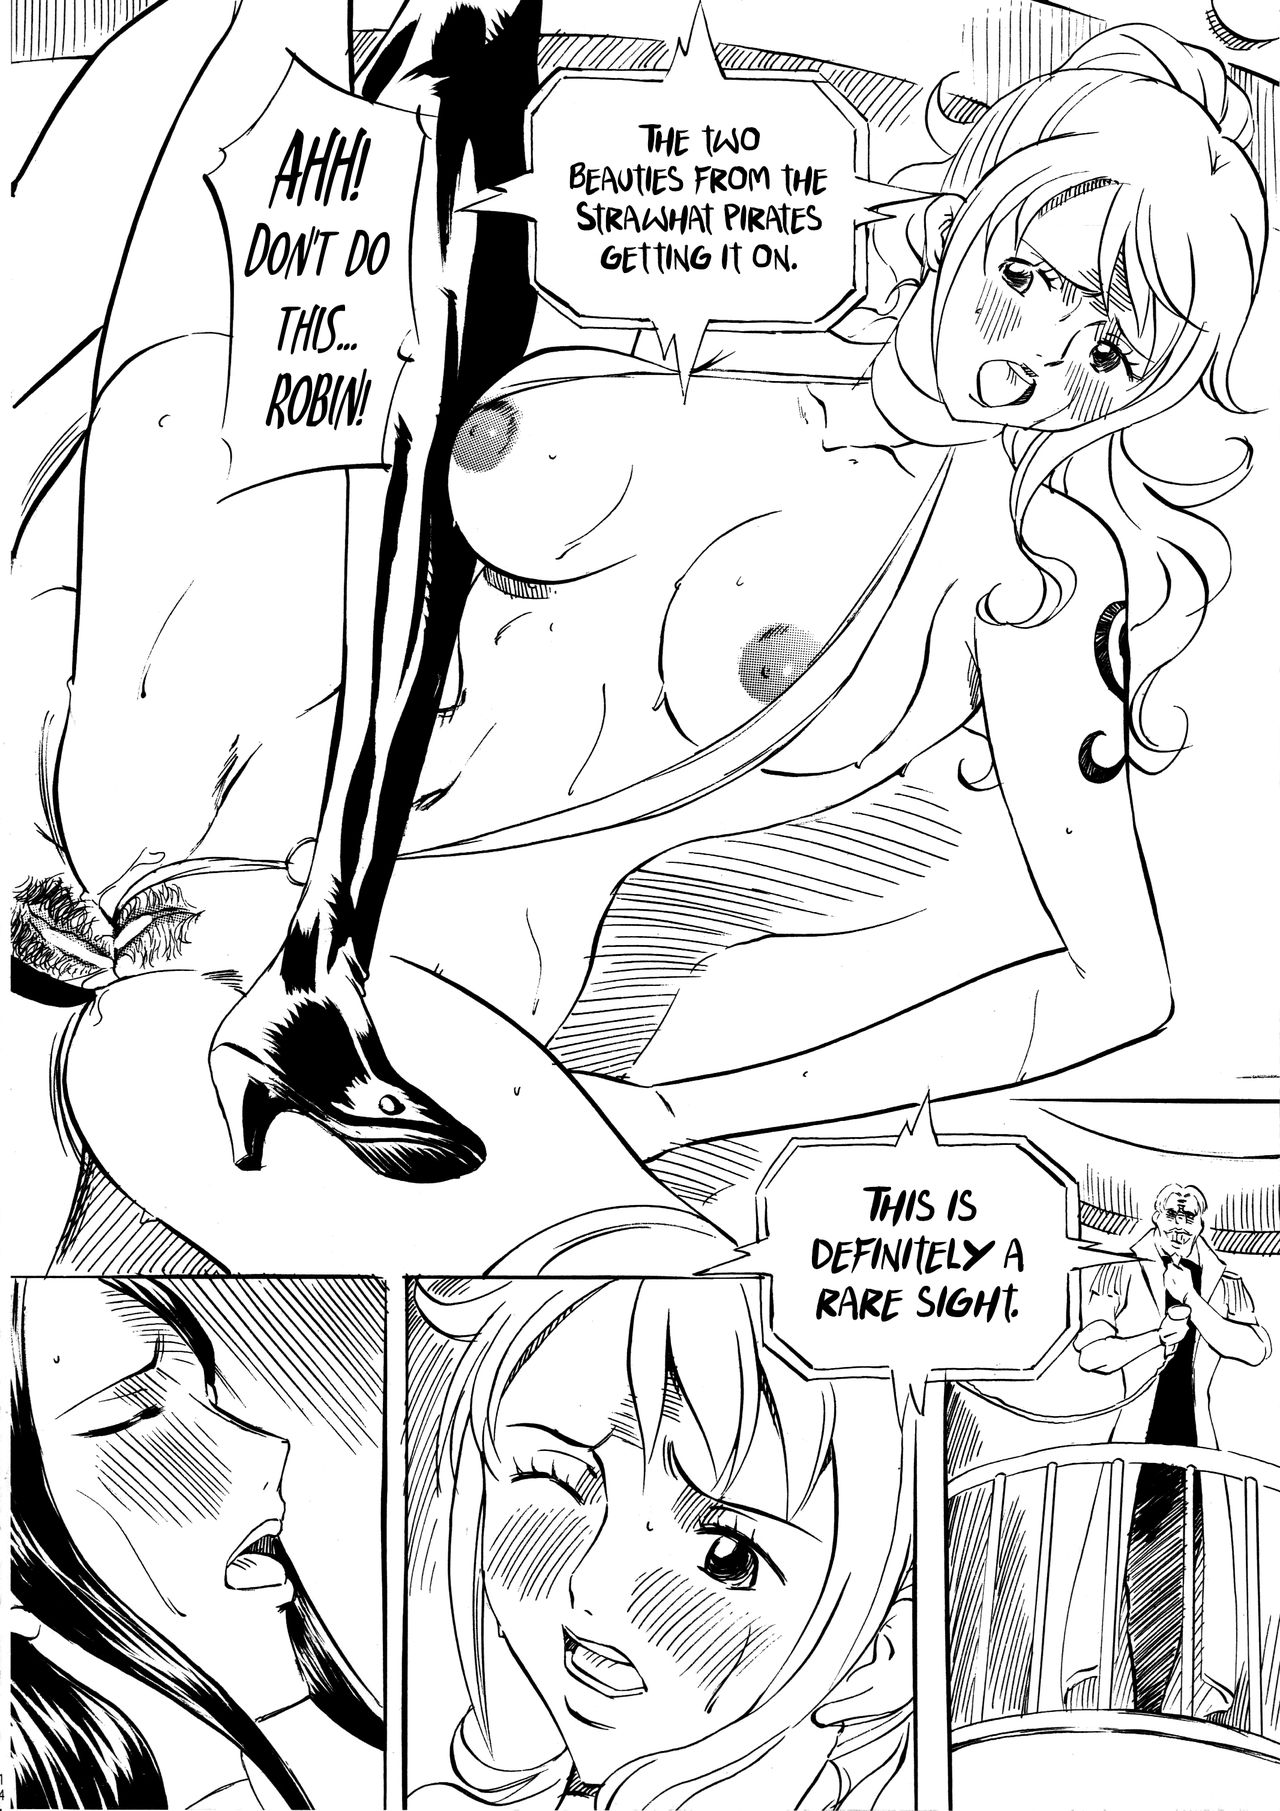 THE TWO
BEAUTIES FROM THE
STRAWHAT PIRATES
GETTING IT ON.
AHH!
DON'T DO
THIS...
ROBIN!
THIS IS
DEFINITELY A
RARE SIGHT.
14